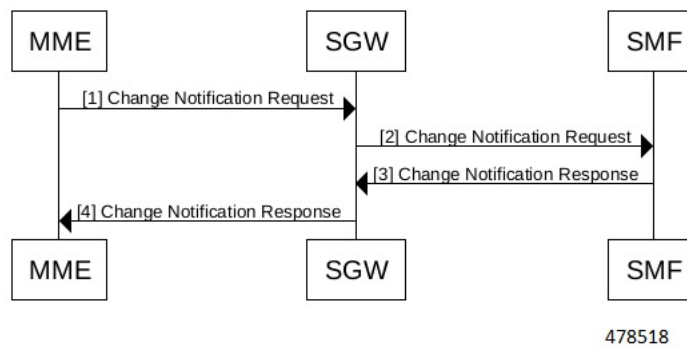 MME SGW SMF
[1] Change Notification Request
[2] Change Notification Request
[3] Change Notification Response
[4] Change Notification Response
MME SGW SMF
478518